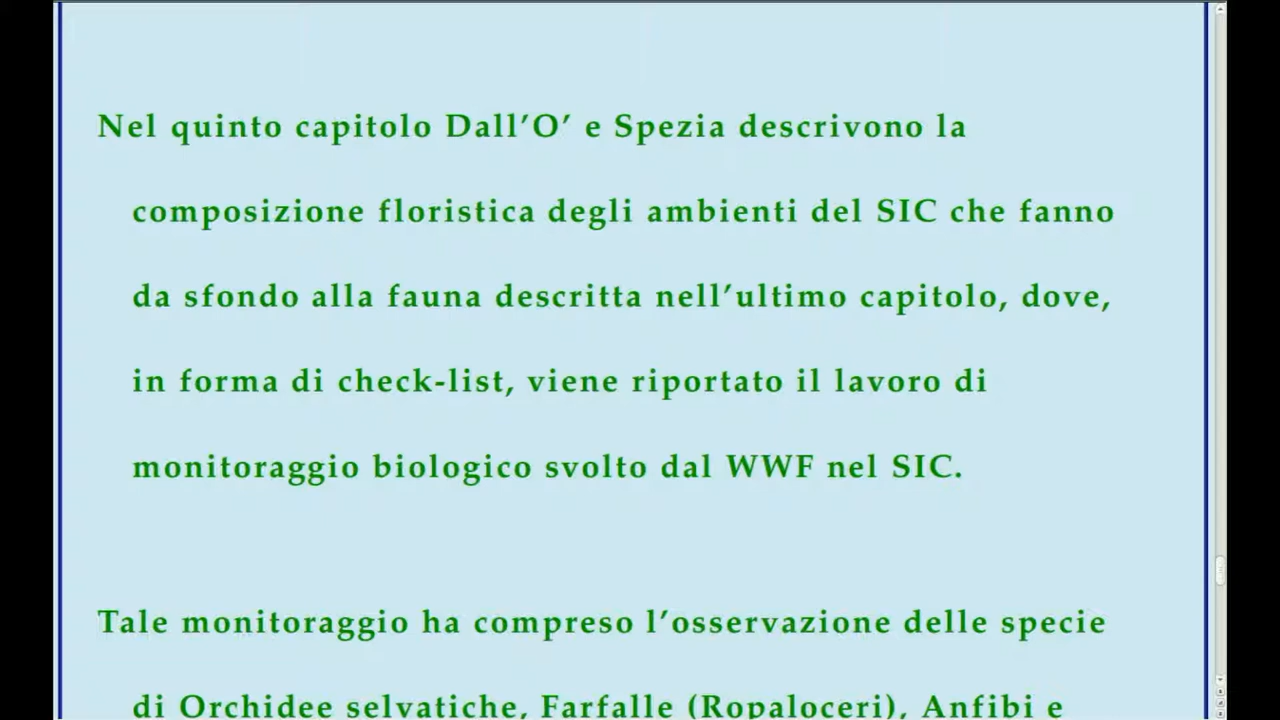 Nel quinto capitolo Dall’O’ e Spezia descrivono la
composizione floristica degli ambienti del SIC che fanno
da sfondo alla fauna descritta nell’ultimo capitolo, dove,
in forma di check-list, viene riportato il lavoro di
monitoraggio biologico svolto dal WWF nel SIC.
Tale monitoraggio ha compreso l’osservazione delle specie
di Orchidee selvatiche, Farfalle (Ropaloceri), Anfibi e